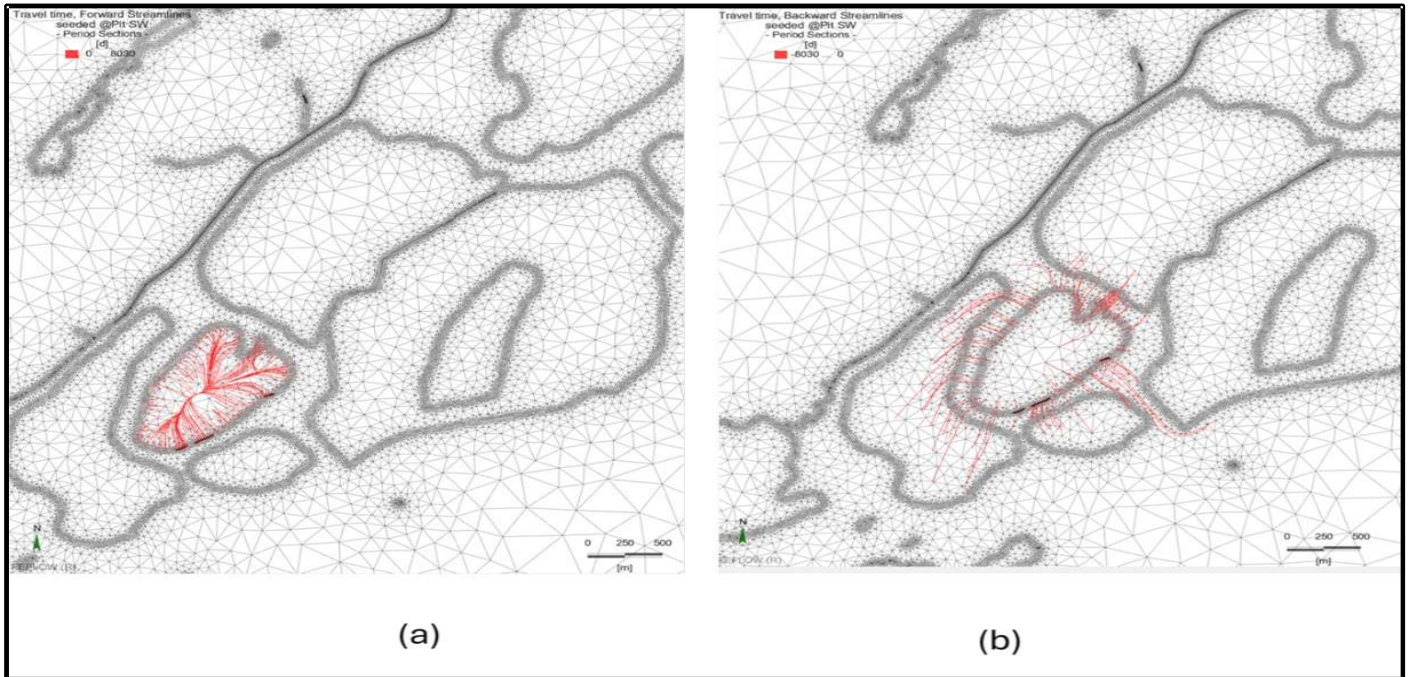 Travel time, Forward Streamlines
seeded @Pit SW
- Period Sections -
[d]
0 8030
N
0 250 500
[m]
FEFLOW (R)
(a)
Travel time, Backward Streamlines
seeded @Pit SW
- Period Sections -
[d]
-8030 0
N
0 250 500
[m]
FLOW (R)
(b)